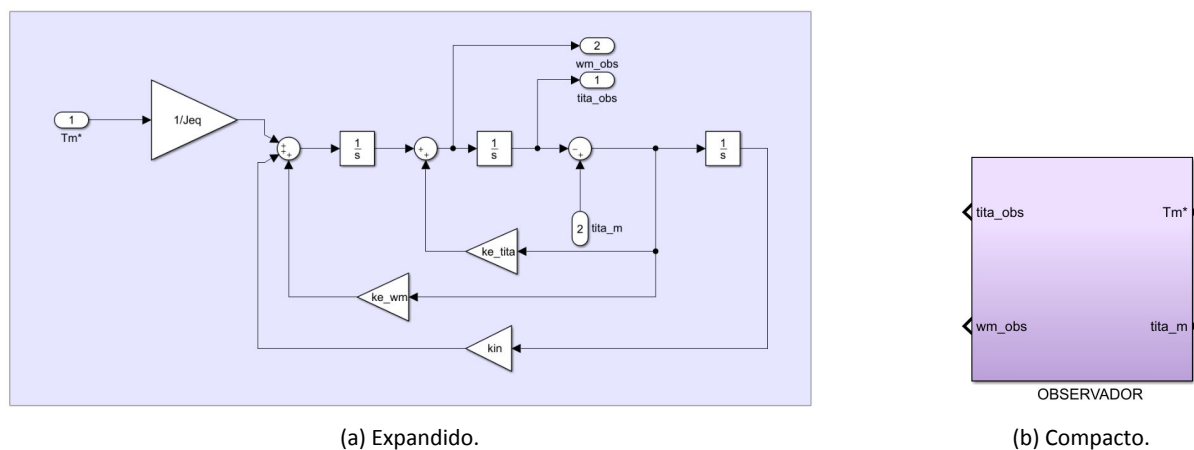 2
wm_obs
1
tita_obs
1
Tm*
1/Jeq
+
+
+
+
1
s
+
+
1
s
-
+
1
s
2
tita_m
ke_tita
ke_wm
kin
(a) Expandido.
tita_obs
Tm*
wm_obs
tita_m
OBSERVADOR
(b) Compacto.